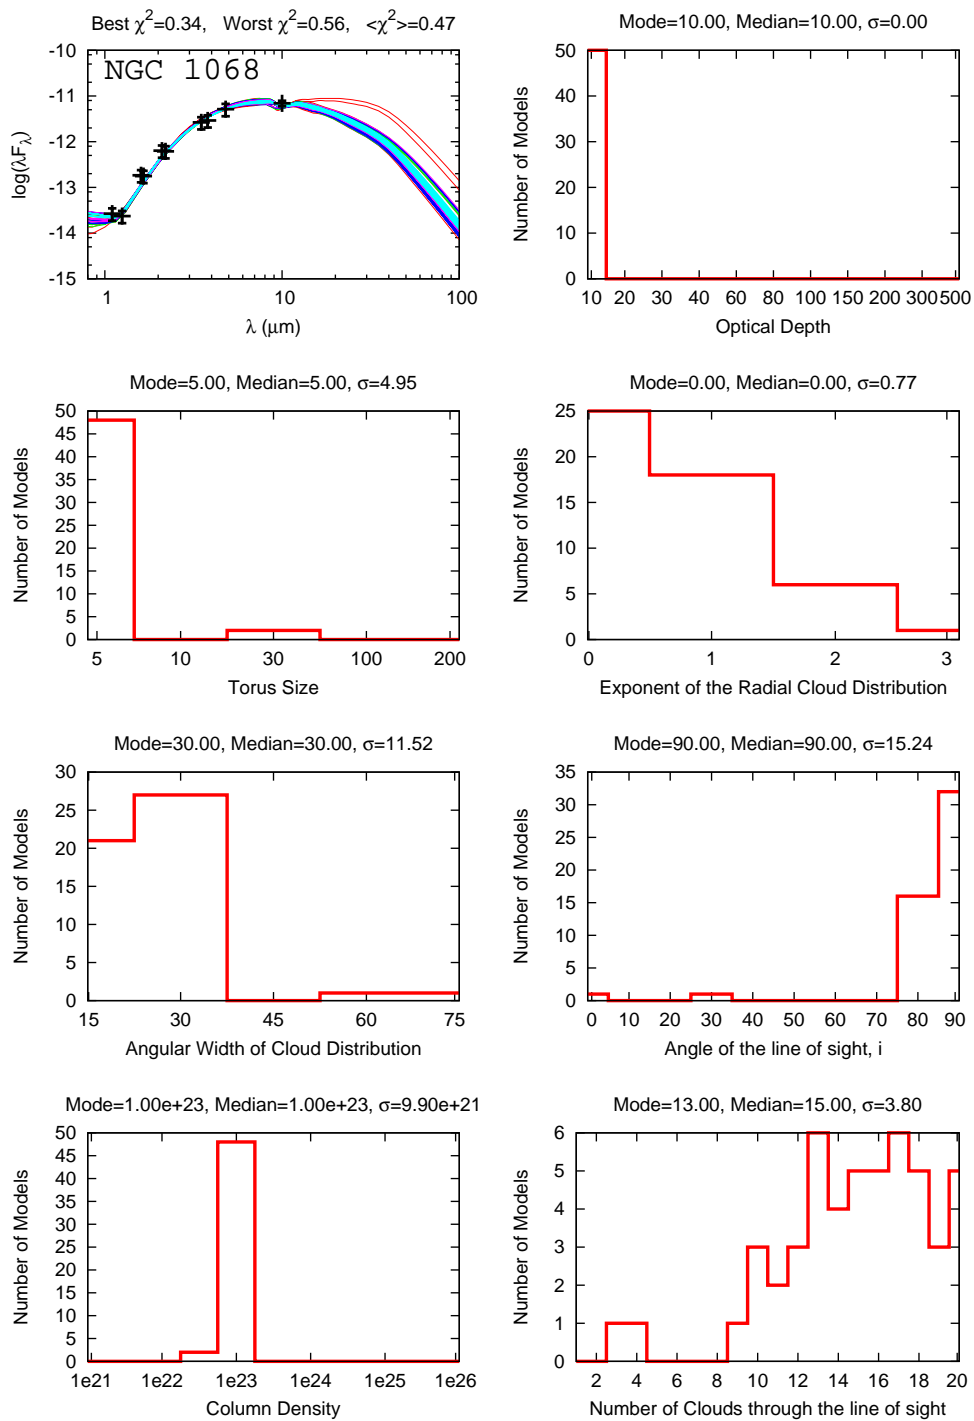 Best χ²=0.34, Worst χ²=0.56, <χ²>=0.47
NGC 1068
-10
-11
-12
-13
-14
-15
log(λFλ)
1 10 100
λ (μm)
Mode=10.00, Median=10.00, σ=0.00
50
40
30
20
10
0
Number of Models
10 20 30 40 60 80 100 150 200 300 500
Optical Depth
Mode=5.00, Median=5.00, σ=4.95
50
45
40
35
30
25
20
15
10
5
0
Number of Models
5 10 30 100 200
Torus Size
Mode=0.00, Median=0.00, σ=0.77
25
20
15
10
5
0
Number of Models
0 1 2 3
Exponent of the Radial Cloud Distribution
Mode=30.00, Median=30.00, σ=11.52
30
25
20
15
10
5
0
Number of Models
15 30 45 60 75
Angular Width of Cloud Distribution
Mode=90.00, Median=90.00, σ=15.24
35
30
25
20
15
10
5
0
Number of Models
0 10 20 30 40 50 60 70 80 90
Angle of the line of sight, i
Mode=1.00e+23, Median=1.00e+23, σ=9.90e+21
50
45
40
35
30
25
20
15
10
5
0
Number of Models
1e21 1e22 1e23 1e24 1e25 1e26
Column Density
Mode=13.00, Median=15.00, σ=3.80
6
5
4
3
2
1
0
Number of Models
2 4 6 8 10 12 14 16 18 20
Number of Clouds through the line of sight